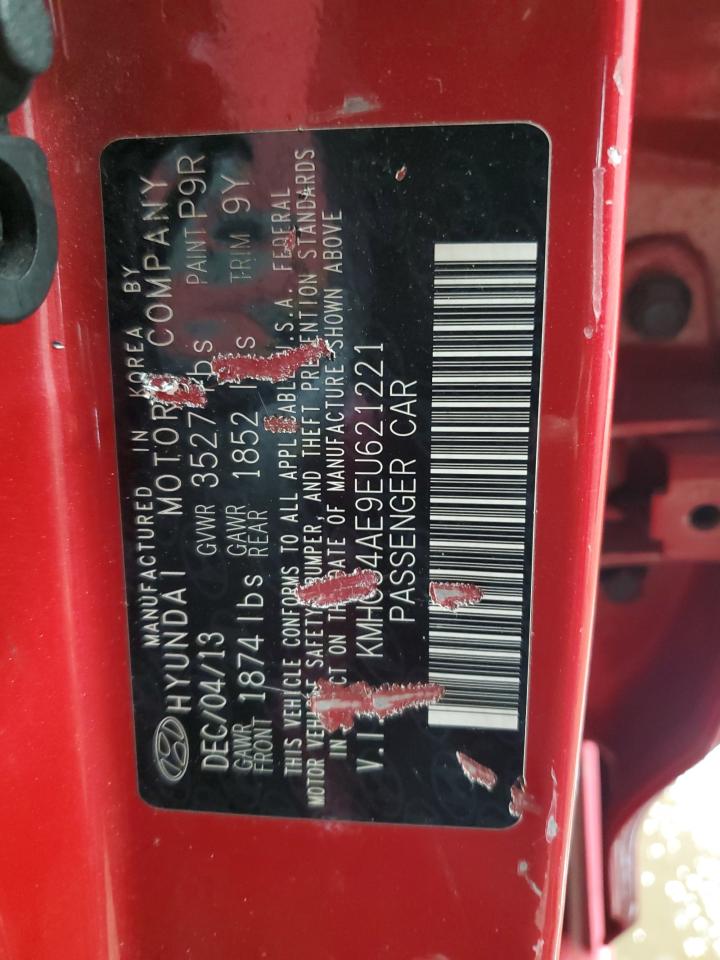 MANUFACTURED IN KOREA BY
HYUNDAI MOTOR COMPANY
DEC/04/13 GVWR 3527 lbs PAINT P9R
GAWR FRONT 1874 lbs GAWR REAR 1852 TRIM 9Y
THIS VEHICLE CONFORMS TO ALL APPLICABLE U.S.A. FEDERAL
MOTOR VEHICLE SAFETY, BUMPER, AND THEFT PREVENTION STANDARDS
IN ON THE DATE OF MANUFACTURE SHOWN ABOVE
PASSENGER CAR